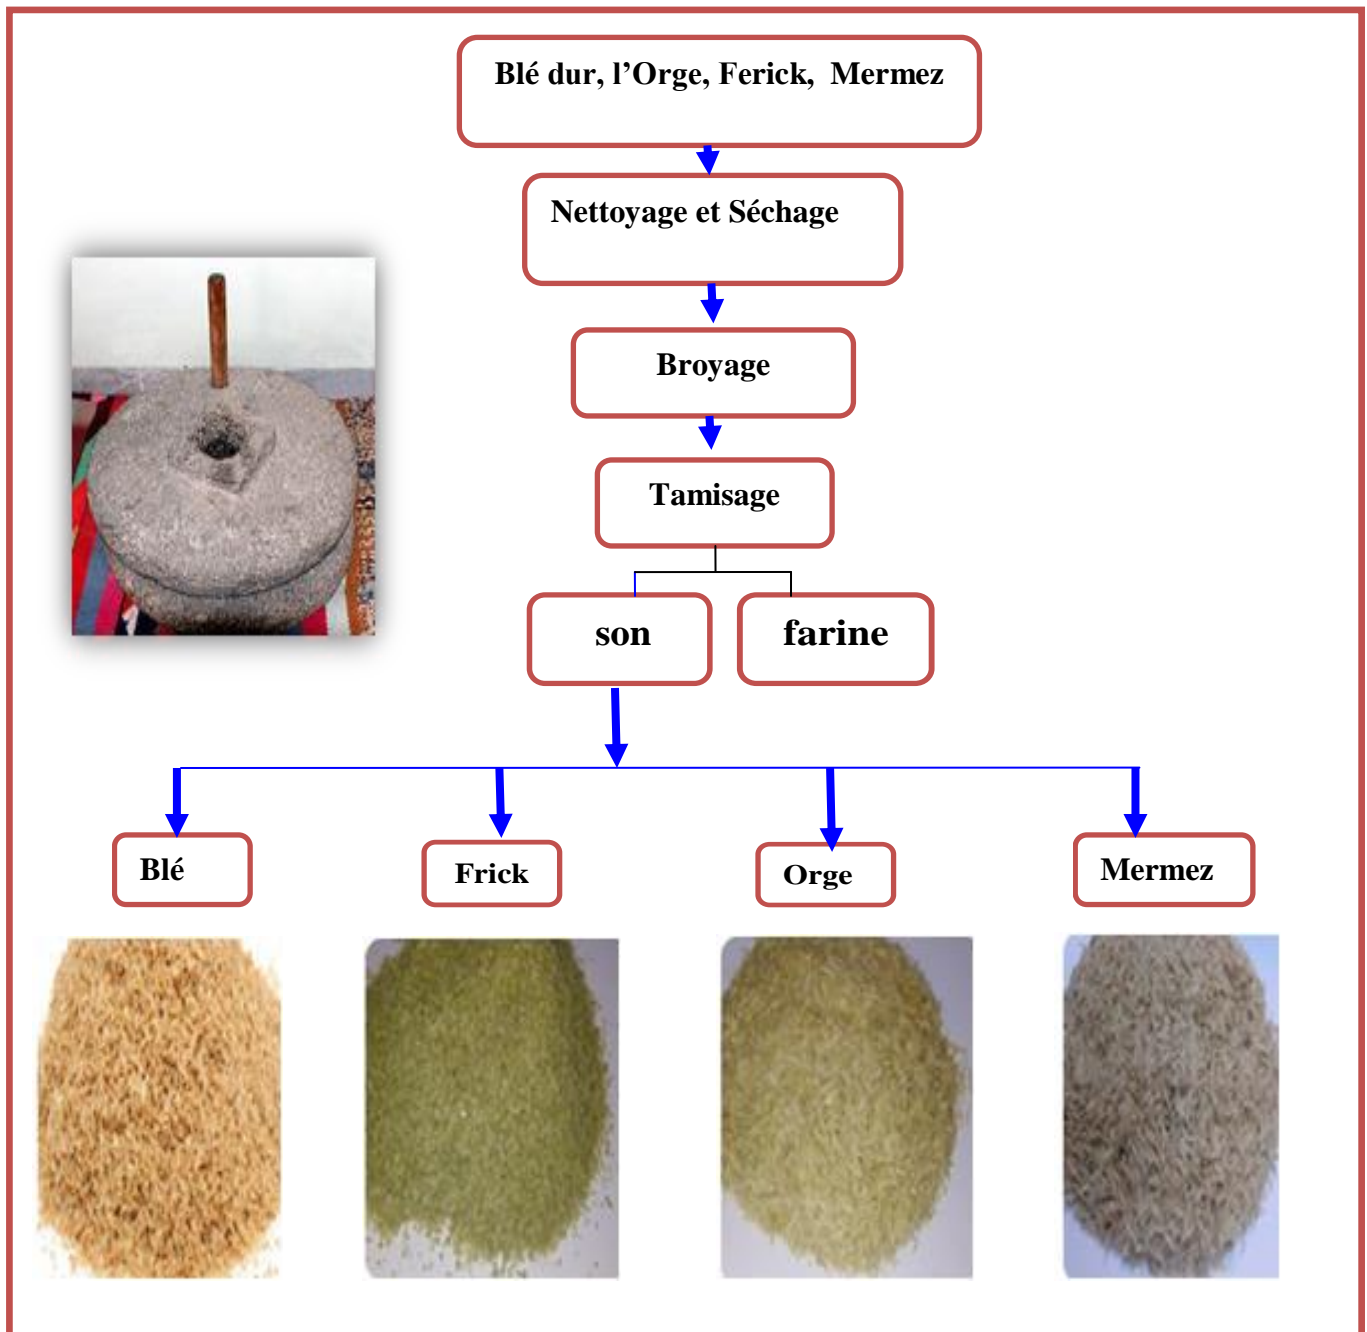 Blé dur, l’Orge, Ferick, Mermez
Nettoyage et Séchage
Broyage
Tamisage
son
farine
Blé
Frick
Orge
Mermez